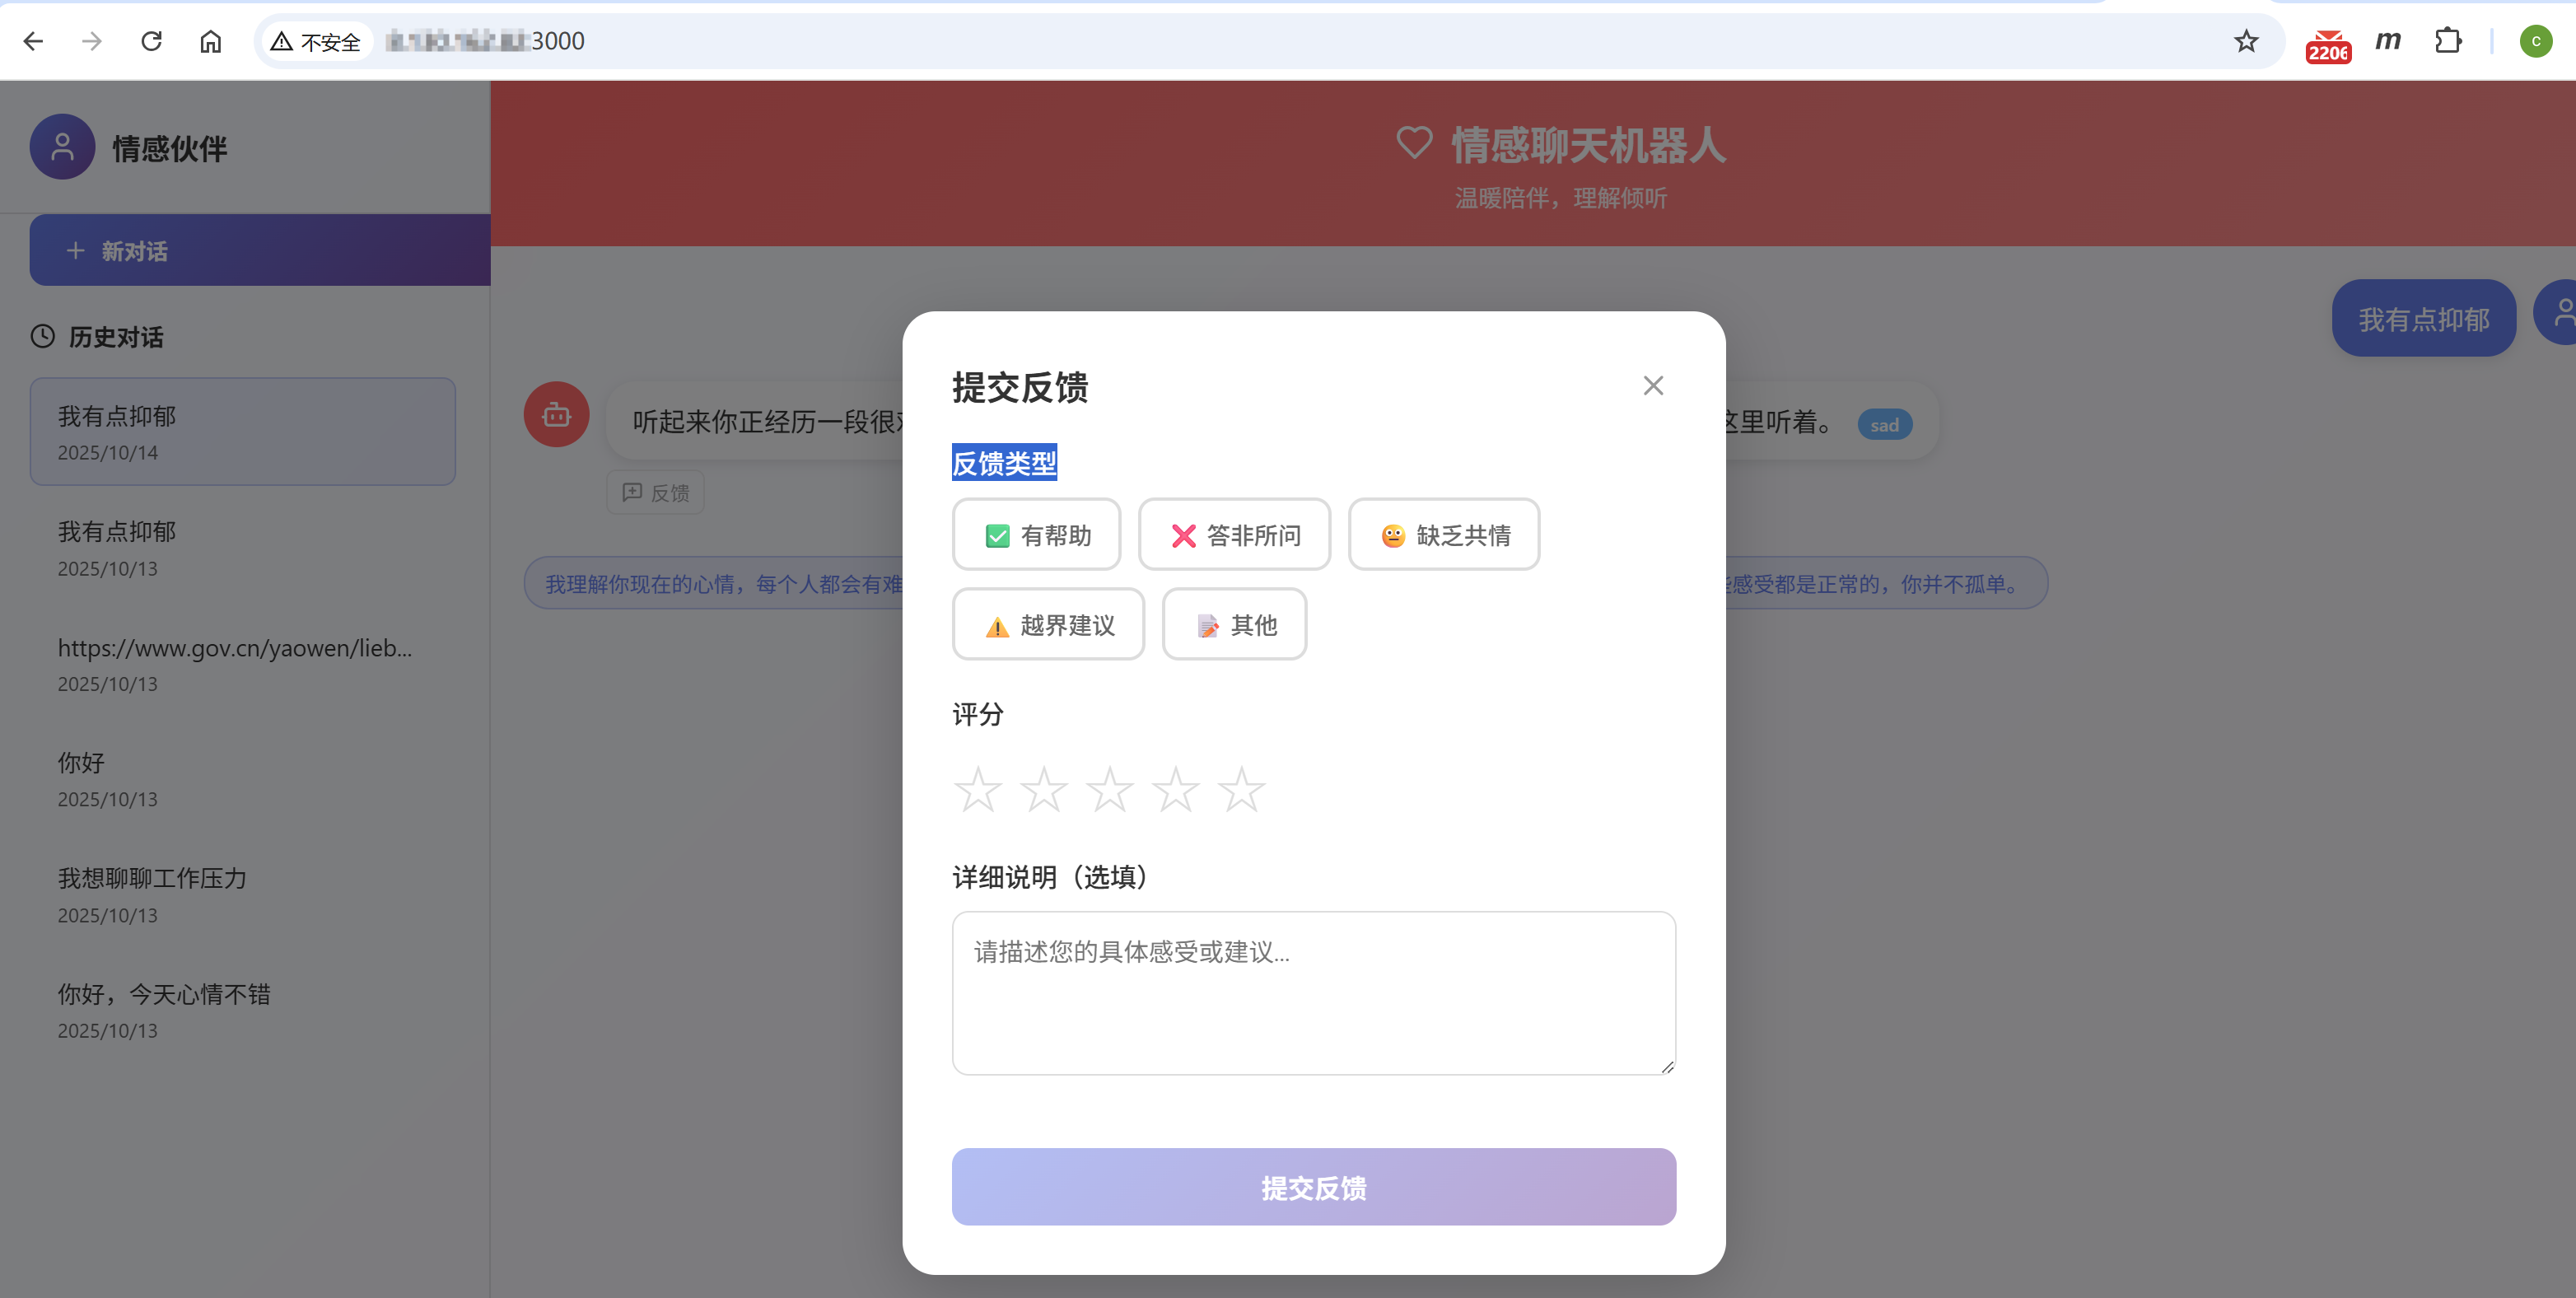 不安全
:3000
2206
m
C
情感伙伴
新对话
历史对话
我有点抑郁
2025/10/14
我有点抑郁
2025/10/13
https://www.gov.cn/yaowen/lieb...
2025/10/13
你好
2025/10/13
我想聊聊工作压力
2025/10/13
你好，今天心情不错
2025/10/13
情感聊天机器人
温暖陪伴，理解倾听
我有点抑郁
听起来你正经历一段很
这里听着。 sad
反馈
我理解你现在的心情，每个人都会有难
感受都是正常的，你并不孤单。
提交反馈
反馈类型
有帮助
答非所问
缺乏共情
越界建议
其他
评分
详细说明（选填）
请描述您的具体感受或建议...
提交反馈